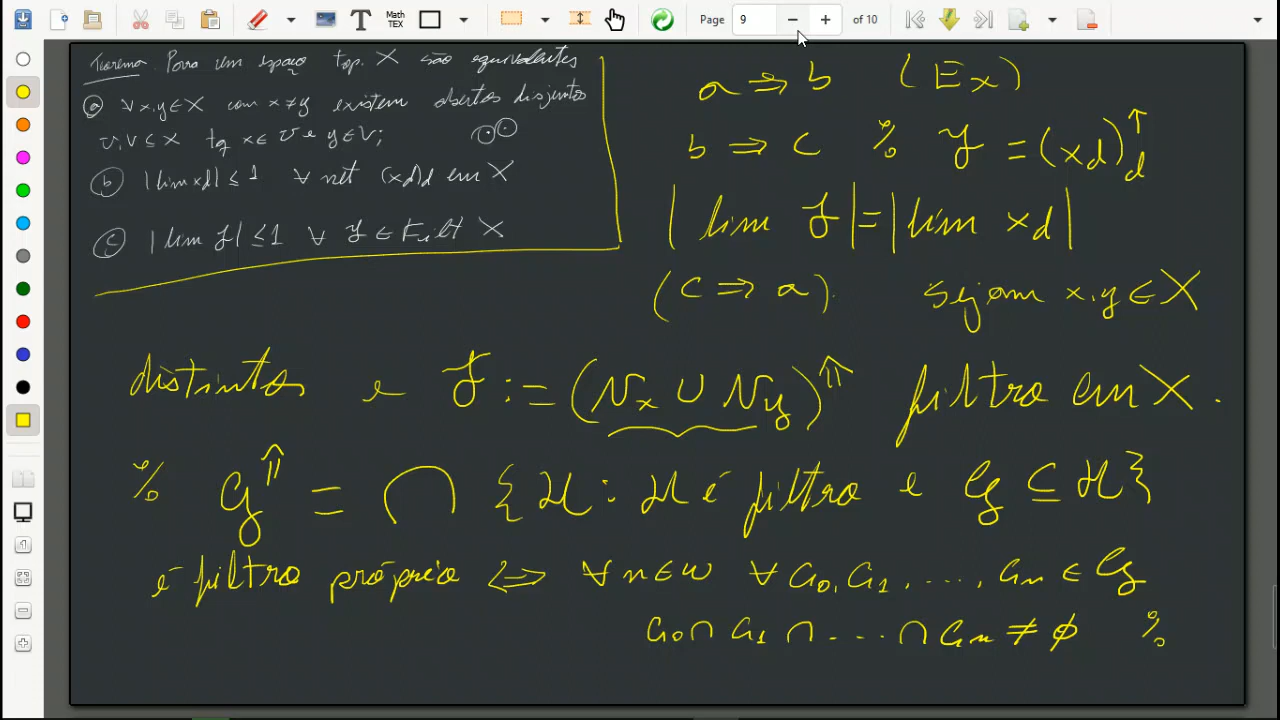 Math
TEX
Page 9 of 10
Teorema. Para um espaço top. X são equivalentes
ⓐ ∀ x,y ∈ X com x ≠ y existem abertos disjuntos
U,V ⊆ X tq x ∈ U e y ∈ V;
ⓑ |lim xd| ≤ 1 ∀ net (xd)d em X
ⓒ |lim F| ≤ 1 ∀ F ∈ Filt X
a ⇒ b (Ex)
b ⇒ c % F = (xd)d↑
|lim F| = |lim xd|
(c ⇒ a). sejam x,y ∈ X
distintos e F := (Nx ∪ Ny)⇑ filtro em X.
% G⇑ = ∩ {H : H é filtro e G ⊆ H}
é filtro próprio ⇔ ∀ n ∈ ω ∀ G0, G1, ..., Gn ∈ G
G0 ∩ G1 ∩ ... ∩ Gn ≠ ∅ %